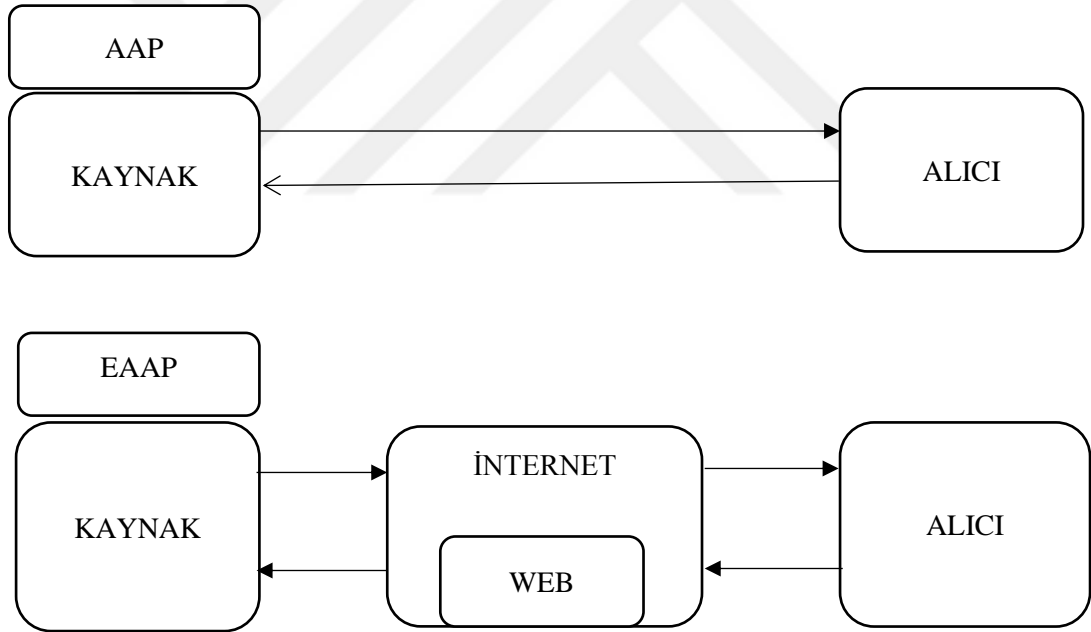 AAP
KAYNAK
ALICI
EAAP
KAYNAK
İNTERNET
WEB
ALICI